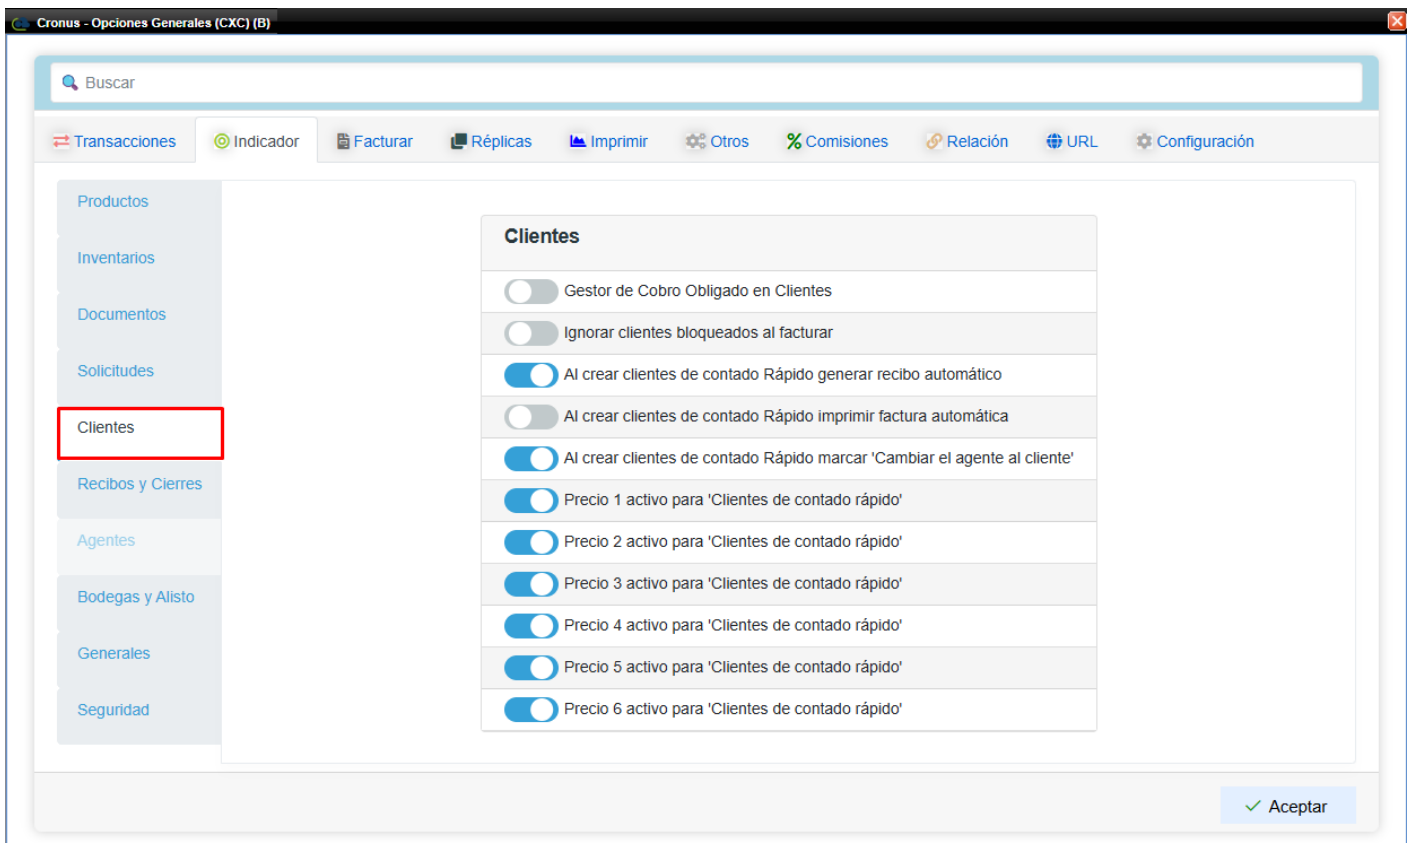 Cronus - Opciones Generales (CXC) (B)
Buscar
Transacciones Indicador Facturar Réplicas Imprimir Otros Comisiones Relación URL Configuración
Productos
Inventarios
Documentos
Solicitudes
Clientes
Recibos y Cierres
Agentes
Bodegas y Alisto
Generales
Seguridad
Clientes
Gestor de Cobro Obligado en Clientes
Ignorar clientes bloqueados al facturar
Al crear clientes de contado Rápido generar recibo automático
Al crear clientes de contado Rápido imprimir factura automática
Al crear clientes de contado Rápido marcar 'Cambiar el agente al cliente'
Precio 1 activo para 'Clientes de contado rápido'
Precio 2 activo para 'Clientes de contado rápido'
Precio 3 activo para 'Clientes de contado rápido'
Precio 4 activo para 'Clientes de contado rápido'
Precio 5 activo para 'Clientes de contado rápido'
Precio 6 activo para 'Clientes de contado rápido'
Aceptar